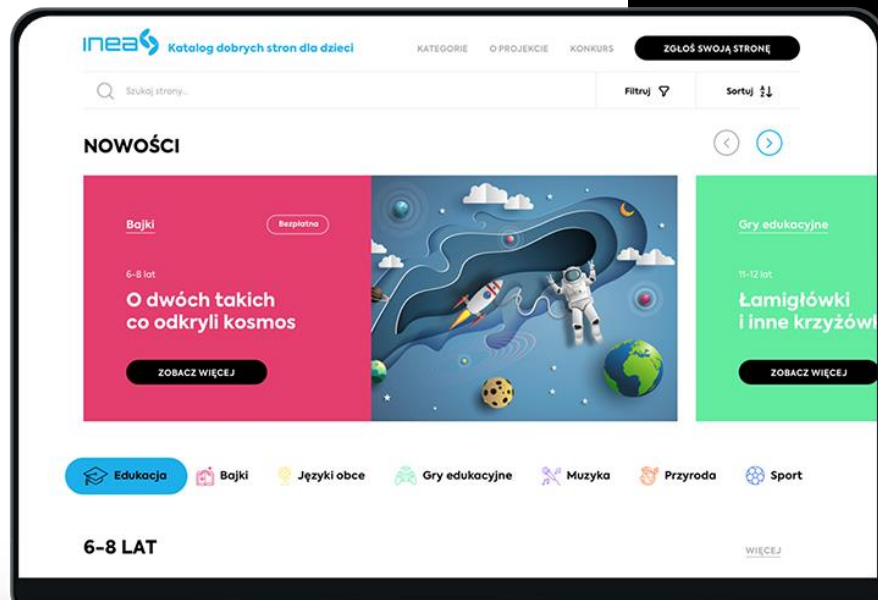 inea Katalog dobrych stron dla dzieci
KATEGORIE O PROJEKCIE KONKURS ZGŁOŚ SWOJĄ STRONĘ
Szukaj strony... Filtruj Sortuj A Z
NOWOŚCI
Bajki Bezpłatna
6-8 lat
O dwóch takich
co odkryli kosmos
ZOBACZ WIĘCEJ
Gry edukacyjne
11-12 lat
Łamigłówki
i inne krzyżówk
ZOBACZ WIĘCEJ
Edukacja Bajki Języki obce Gry edukacyjne Muzyka Przyroda Sport
6-8 LAT WIĘCEJ